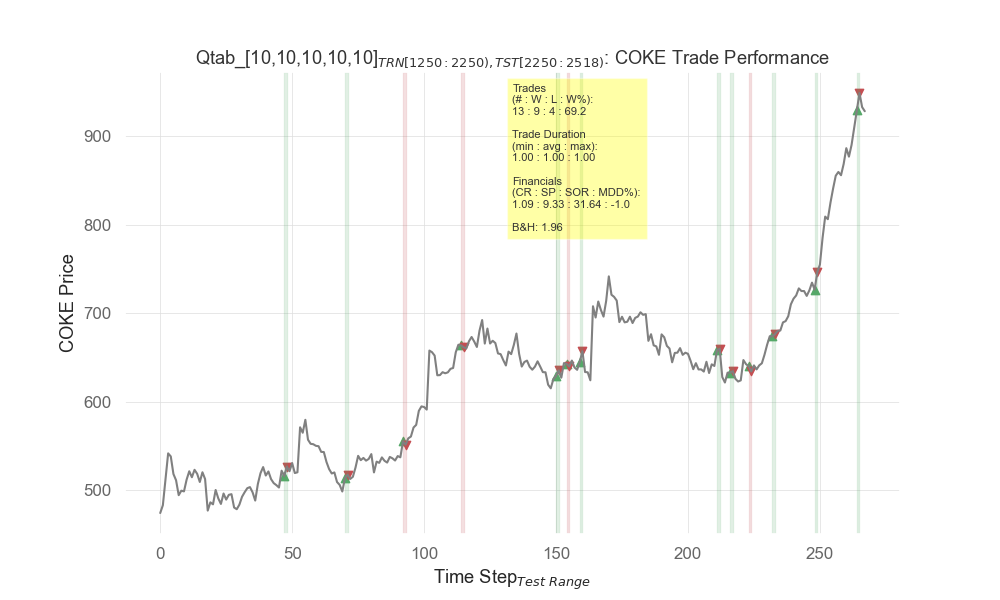 Qtab_[10,10,10,10,10]TRN[1250:2250),TST[2250:2518): COKE Trade Performance
Trades
(# : W : L : W%):
13 : 9 : 4 : 69.2
Trade Duration
(min : avg : max):
1.00 : 1.00 : 1.00
Financials
(CR : SP : SOR : MDD%):
1.09 : 9.33 : 31.64 : -1.0
B&H: 1.96
COKE Price
900
800
700
600
500
0 50 100 150 200 250
Time StepTest Range